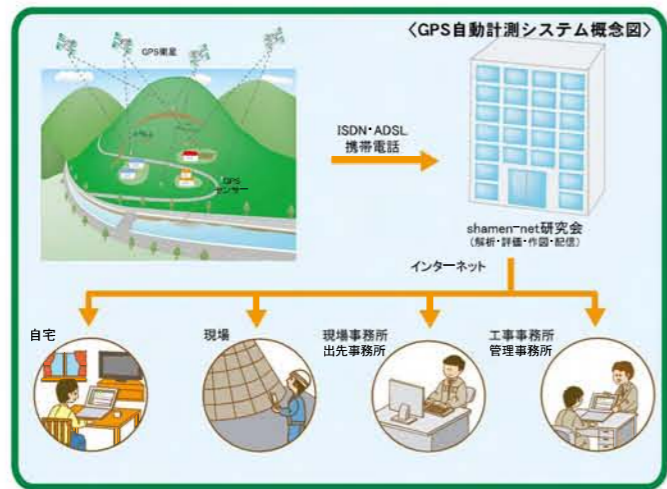 〈GPS自動計測システム概念図〉
GPS衛星
GPS
センサー
ISDN・ADSL
携帯電話
shamen-net研究会
(解析・評価・作図・配信)
インターネット
自宅
現場
現場事務所
出先事務所
工事事務所
管理事務所